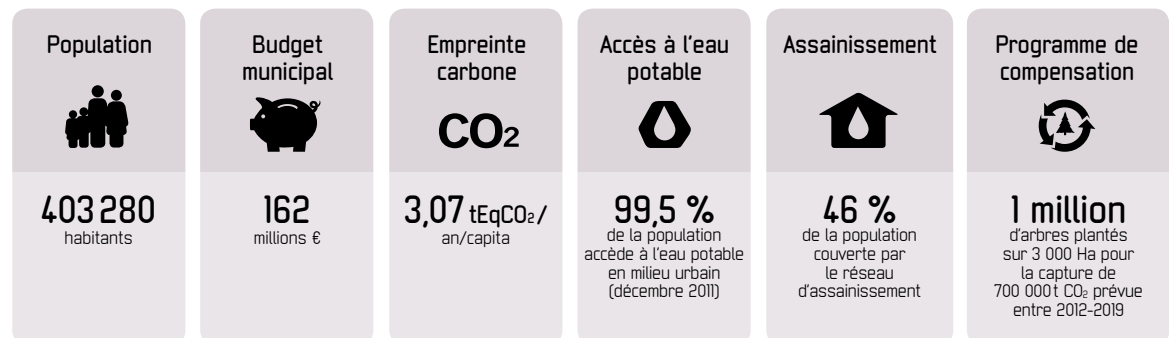 Population
403 280
habitants
Budget
municipal
162
millions €
Empreinte
carbone
CO₂
3,07 tEqCO₂/
an/capita
Accès à l'eau
potable
99,5 %
de la population
accède à l'eau potable
en milieu urbain
(décembre 2011)
Assainissement
46 %
de la population
couverte par
le réseau
d'assainissement
Programme de
compensation
1 million
d'arbres plantés
sur 3 000 Ha pour
la capture de
700 000 t CO₂ prévue
entre 2012-2019